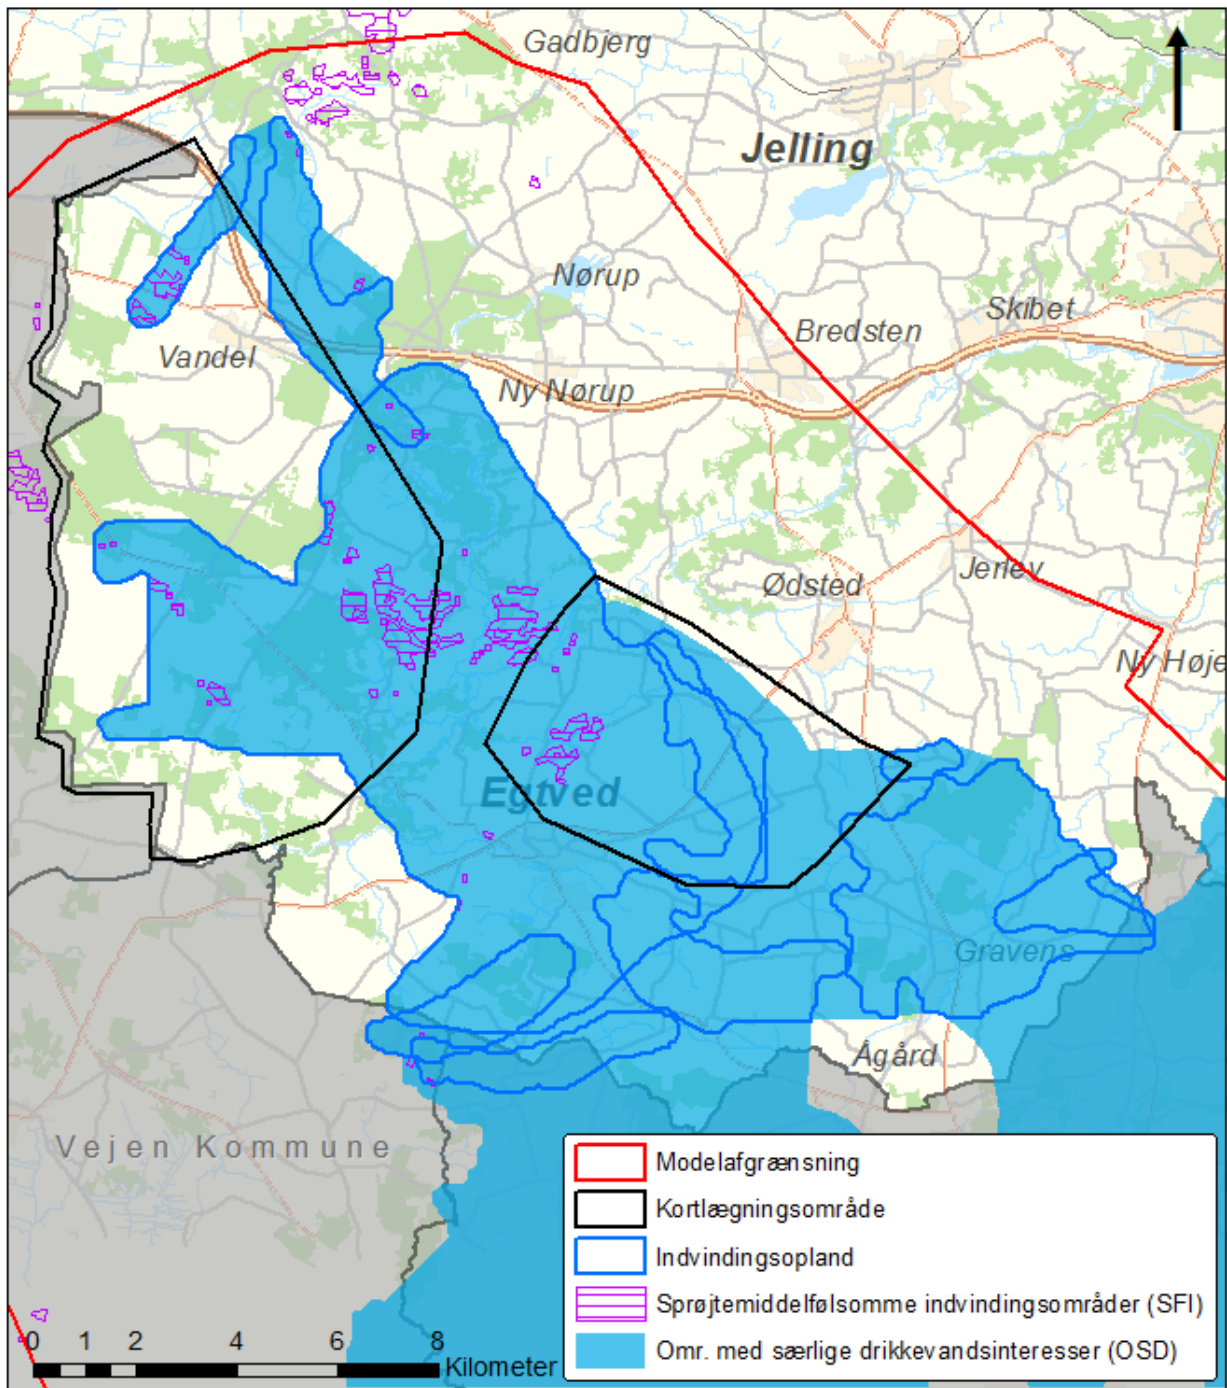 Gadbjerg
Jelling
Nørup
Skibet
Bredsten
Vandel
Ny Nørup
Jerlev
Ødsted
Ny Høje
Egtved
Gravens
Ågård
Vejen Kommune
Modelafgrænsning
Kortlægningsområde
Indvindingsopland
Sprøjtemiddelfølsomme indvindingsområder (SFI)
Omr. med særlige drikkevandsinteresser (OSD)
0 1 2 4 6 8
Kilometer